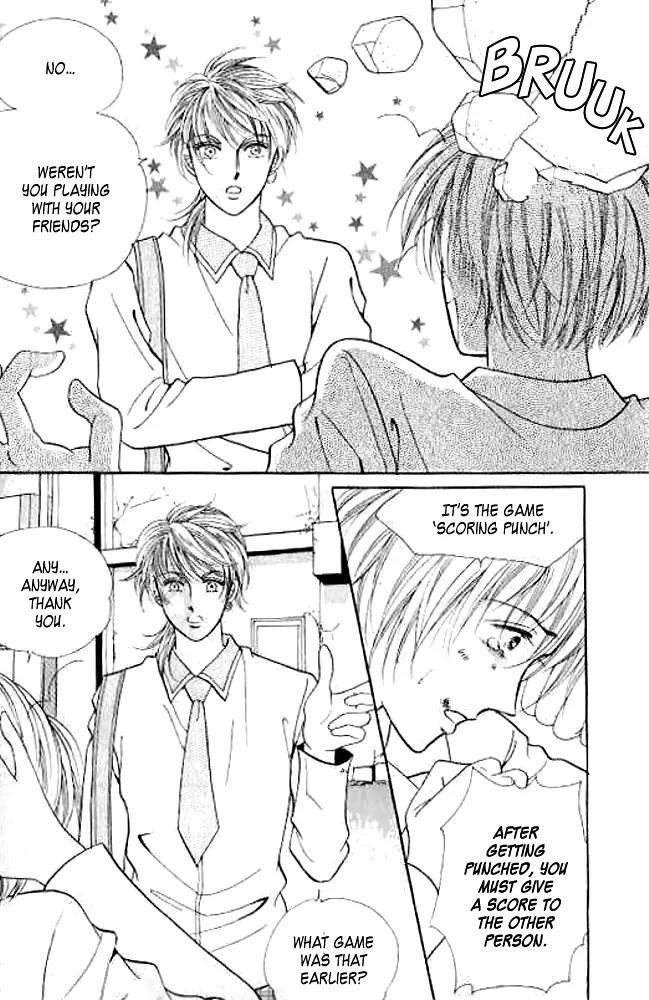 NO...
WEREN'T
YOU PLAYING
WITH YOUR
FRIENDS?
BRUUK
ANY...
ANYWAY,
THANK
YOU.
WHAT GAME
WAS THAT
EARLIER?
IT'S THE GAME
'SCORING PUNCH'.
AFTER
GETTING
PUNCHED, YOU
MUST GIVE
A SCORE TO
THE OTHER
PERSON.